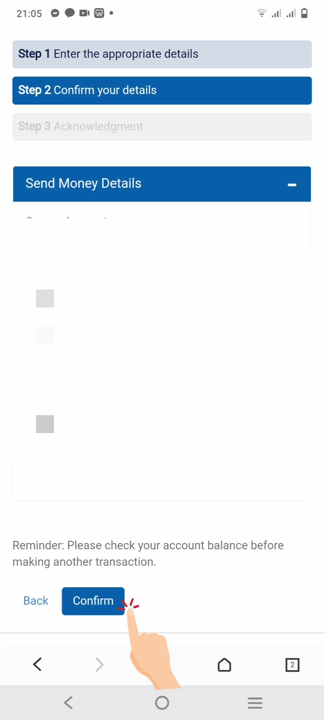 21:05
Step 1 Enter the appropriate details
Step 2 Confirm your details
Step 3 Acknowledgment
Send Money Details
Reminder: Please check your account balance before
making another transaction.
Back
Confirm
2